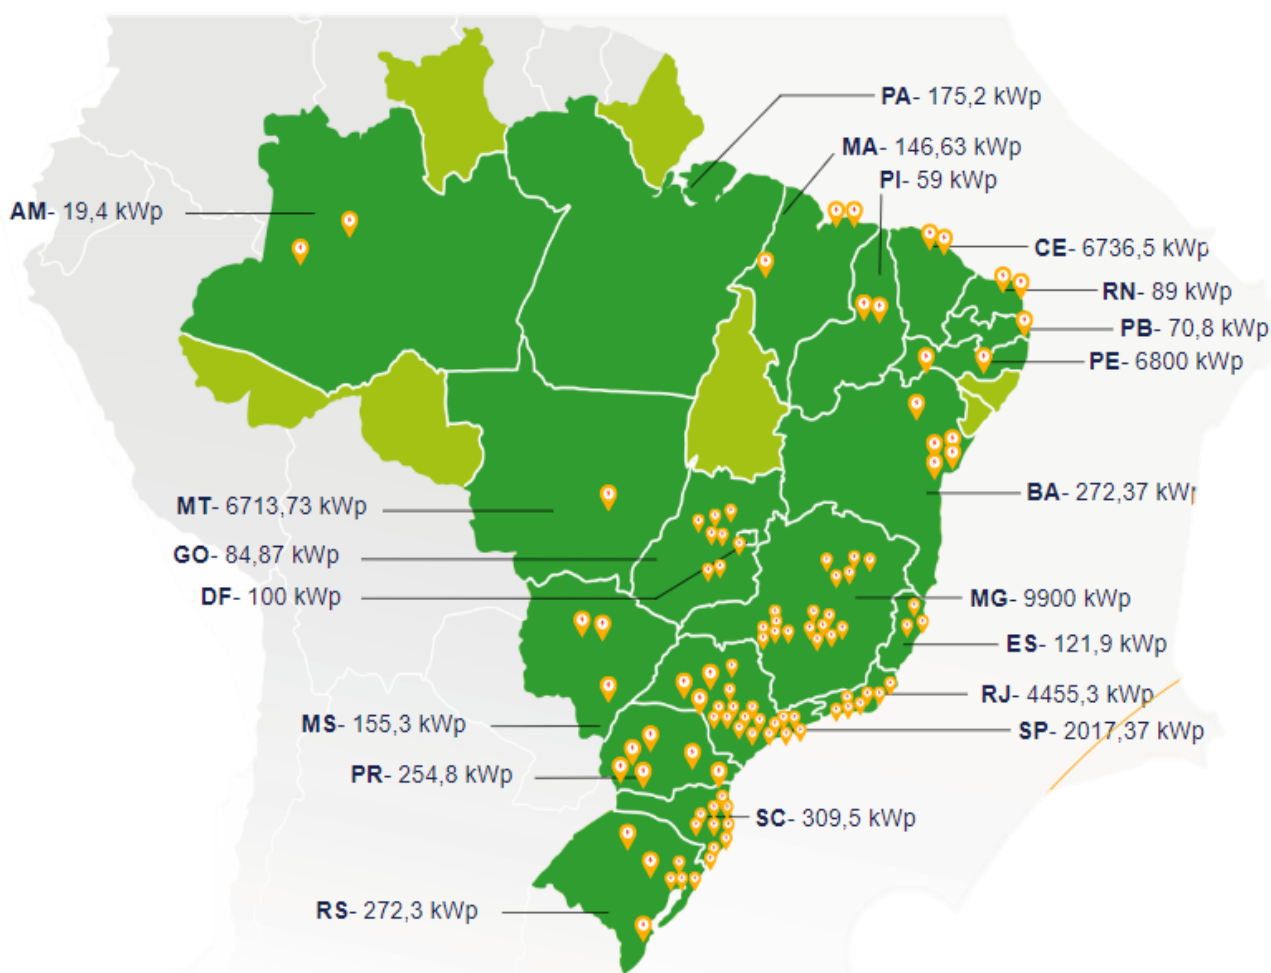 PA- 175,2 kWp
MA- 146,63 kWp
PI- 59 kWp
AM- 19,4 kWp
CE- 6736,5 kWp
RN- 89 kWp
PB- 70,8 kWp
PE- 6800 kWp
BA- 272,37 kWp
MT- 6713,73 kWp
GO- 84,87 kWp
DF- 100 kWp
MG- 9900 kWp
ES- 121,9 kWp
RJ- 4455,3 kWp
SP- 2017,37 kWp
MS- 155,3 kWp
PR- 254,8 kWp
SC- 309,5 kWp
RS- 272,3 kWp